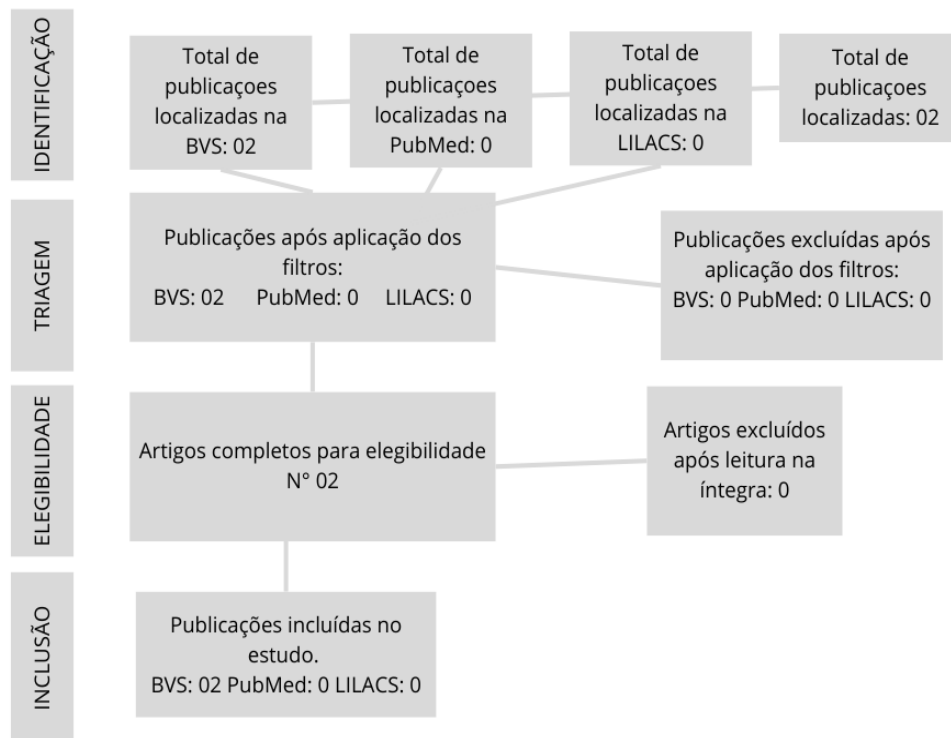 IDENTIFICAÇÃO
Total de
publicaçoes
localizadas na
BVS: 02
Total de
publicaçoes
localizadas na
PubMed: 0
Total de
publicaçoes
localizadas na
LILACS: 0
Total de
publicaçoes
localizadas: 02
TRIAGEM
Publicações após aplicação dos
filtros:
BVS: 02 PubMed: 0 LILACS: 0
Publicações excluídas após
aplicação dos filtros:
BVS: 0 PubMed: 0 LILACS: 0
ELEGIBILIDADE
Artigos completos para elegibilidade
N° 02
Artigos excluídos
após leitura na
íntegra: 0
INCLUSÃO
Publicações incluídas no
estudo.
BVS: 02 PubMed: 0 LILACS: 0